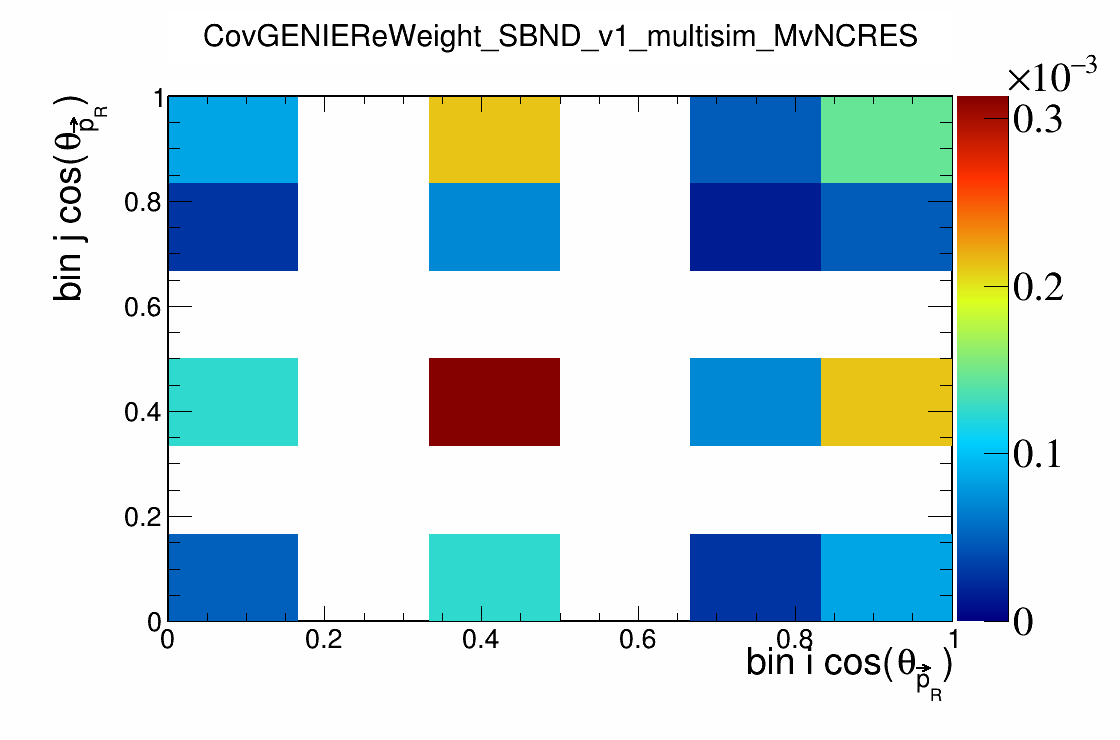 CovGENIEReWeight_SBND_v1_multisim_MvNCRES
×10⁻³
bin j cos(θ_p⃗_R)
1
0.8
0.6
0.4
0.2
0
0 0.2 0.4 0.6 0.8 1
bin i cos(θ_p⃗_R)
0.3
0.2
0.1
0